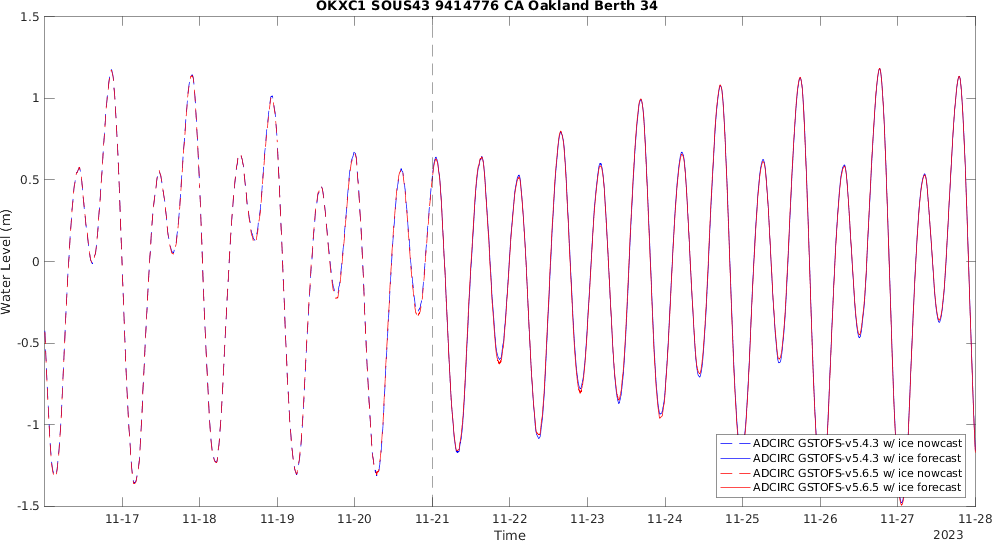 OKXC1 SOUS43 9414776 CA Oakland Berth 34
1.5
1
0.5
0
-0.5
-1
-1.5
Water Level (m)
ADCIRC GSTOFS-v5.4.3 w/ ice nowcast
ADCIRC GSTOFS-v5.4.3 w/ ice forecast
ADCIRC GSTOFS-v5.6.5 w/ ice nowcast
ADCIRC GSTOFS-v5.6.5 w/ ice forecast
11-17 11-18 11-19 11-20 11-21 11-22 11-23 11-24 11-25 11-26 11-27 11-28
Time
2023